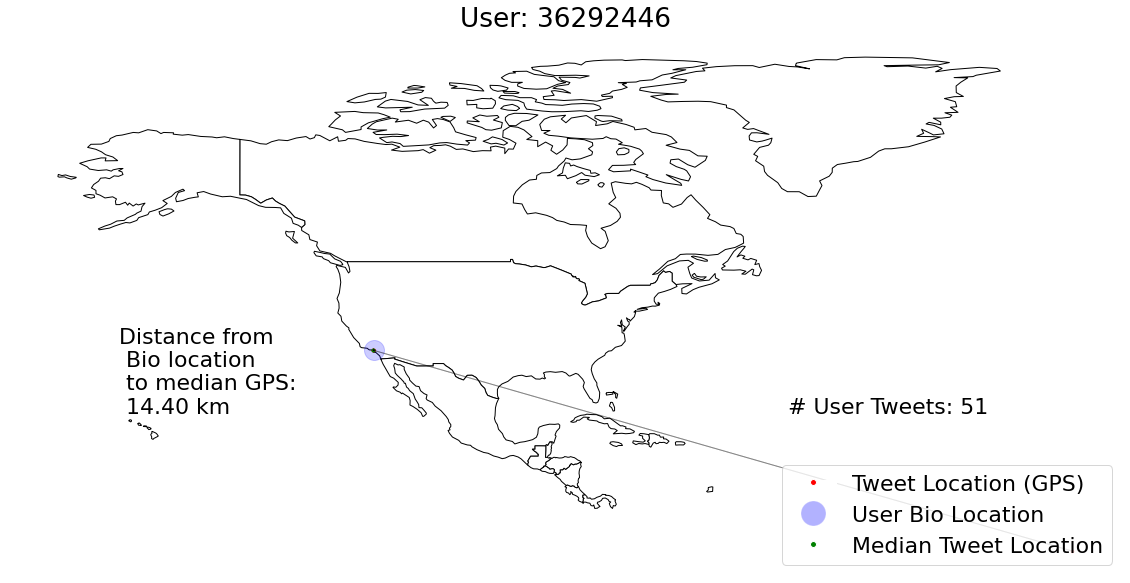 User: 36292446
Distance from
Bio location
to median GPS:
14.40 km
# User Tweets: 51
Tweet Location (GPS)
User Bio Location
Median Tweet Location